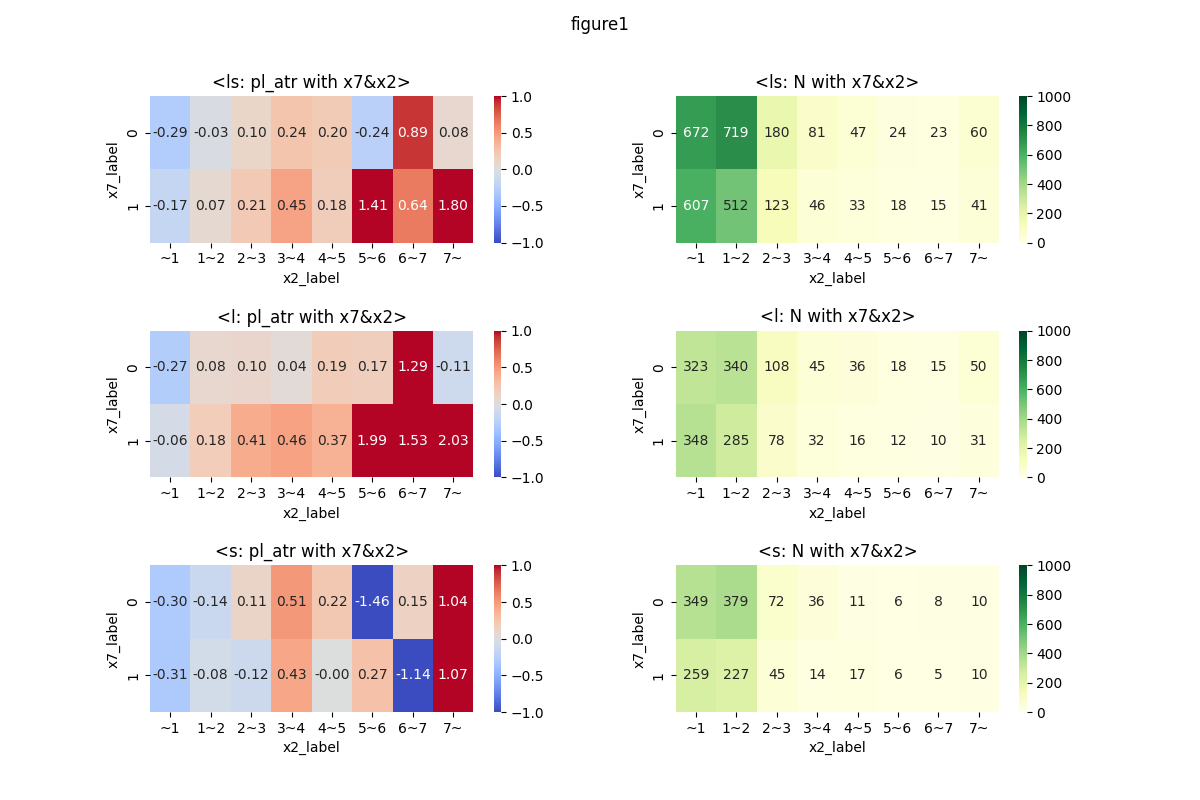 figure1
<ls: pl_atr with x7&x2>
1.0
0 -0.29 -0.03 0.10 0.24 0.20 -0.24 0.89 0.08
0.5
x7_label
0.0
1 -0.17 0.07 0.21 0.45 0.18 1.41 0.64 1.80
−0.5
−1.0
~1 1~2 2~3 3~4 4~5 5~6 6~7 7~
x2_label
<ls: N with x7&x2>
1000
0 672 719 180 81 47 24 23 60
800
600
x7_label
400
1 607 512 123 46 33 18 15 41
200
0
~1 1~2 2~3 3~4 4~5 5~6 6~7 7~
x2_label
<l: pl_atr with x7&x2>
1.0
0 -0.27 0.08 0.10 0.04 0.19 0.17 1.29 -0.11
0.5
x7_label
0.0
1 -0.06 0.18 0.41 0.46 0.37 1.99 1.53 2.03
−0.5
−1.0
~1 1~2 2~3 3~4 4~5 5~6 6~7 7~
x2_label
<l: N with x7&x2>
1000
0 323 340 108 45 36 18 15 50
800
600
x7_label
400
1 348 285 78 32 16 12 10 31
200
0
~1 1~2 2~3 3~4 4~5 5~6 6~7 7~
x2_label
<s: pl_atr with x7&x2>
1.0
0 -0.30 -0.14 0.11 0.51 0.22 -1.46 0.15 1.04
0.5
x7_label
0.0
1 -0.31 -0.08 -0.12 0.43 -0.00 0.27 -1.14 1.07
−0.5
−1.0
~1 1~2 2~3 3~4 4~5 5~6 6~7 7~
x2_label
<s: N with x7&x2>
1000
0 349 379 72 36 11 6 8 10
800
600
x7_label
400
1 259 227 45 14 17 6 5 10
200
0
~1 1~2 2~3 3~4 4~5 5~6 6~7 7~
x2_label